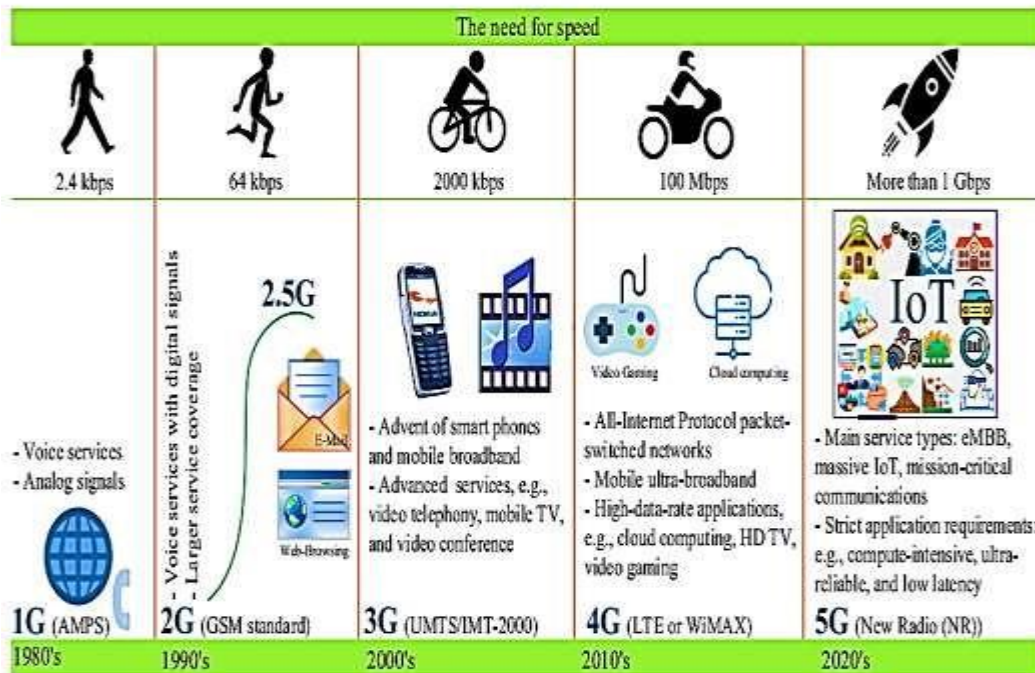 The need for speed
2.4 kbps
64 kbps
2000 kbps
100 Mbps
More than 1 Gbps
- Voice services
- Analog signals
1G (AMPS)
1980's
- Voice services with digital signals
- Larger service coverage
2.5G
E-Mail
Web-Browsing
2G (GSM standard)
1990's
NOKIA
- Advent of smart phones
and mobile broadband
- Advanced services, e.g.,
video telephony, mobile TV,
and video conference
3G (UMTS/IMT-2000)
2000's
Video Gaming
Cloud computing
- All-Internet Protocol packet-
switched networks
- Mobile ultra-broadband
- High-data-rate applications,
e.g., cloud computing, HD TV,
video gaming
4G (LTE or WiMAX)
2010's
IoT
- Main service types: eMBB,
massive IoT, mission-critical
communications
- Strict application requirements,
e.g., compute-intensive, ultra-
reliable, and low latency
5G (New Radio (NR))
2020's